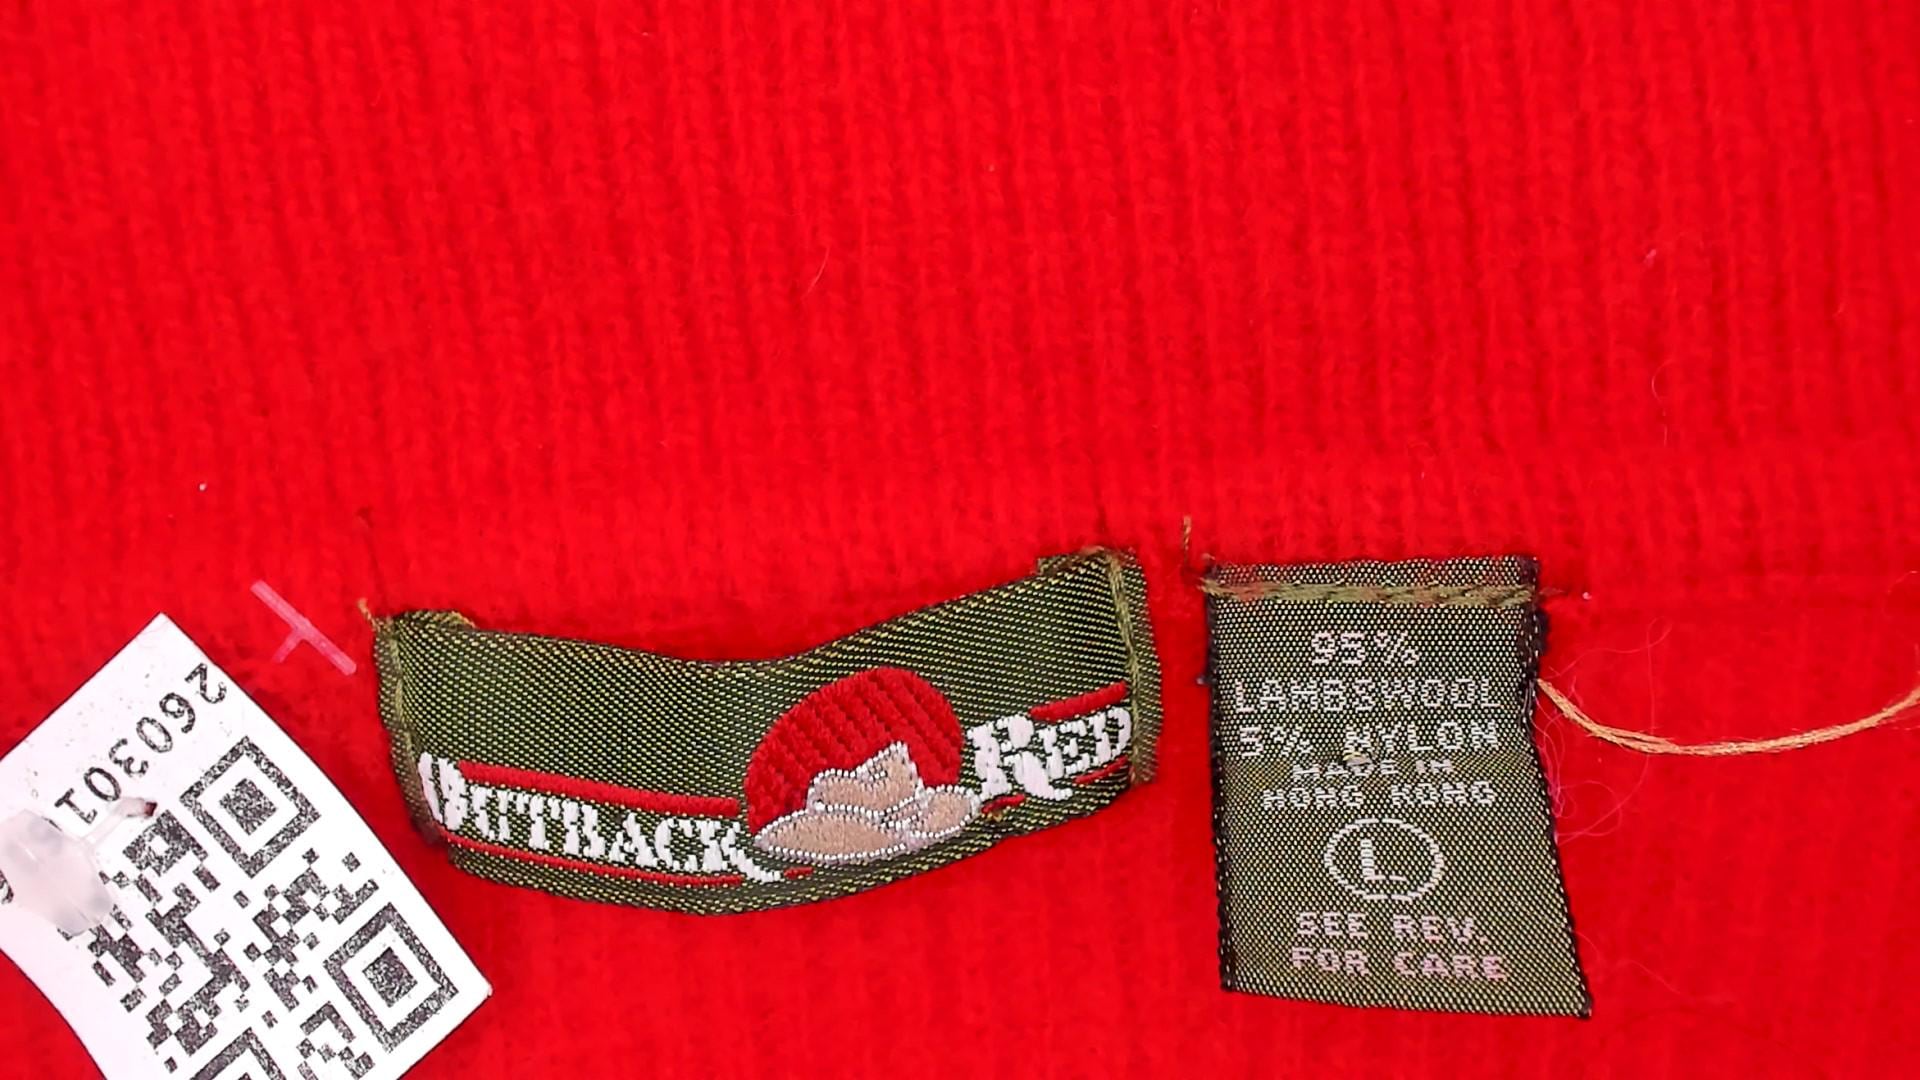 260301
OUTBACK RED
95%
LAMBSWOOL
5% NYLON
MADE IN
HONG KONG
L
SEE REV.
FOR CARE